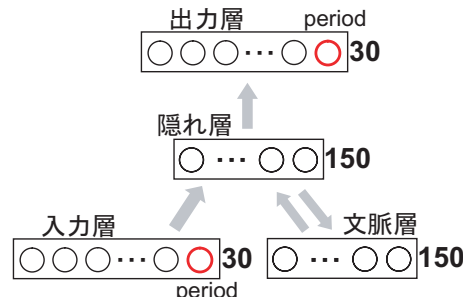 出力層 period
… 30
隠れ層
… 150
入力層
… 30
period
文脈層
… 150